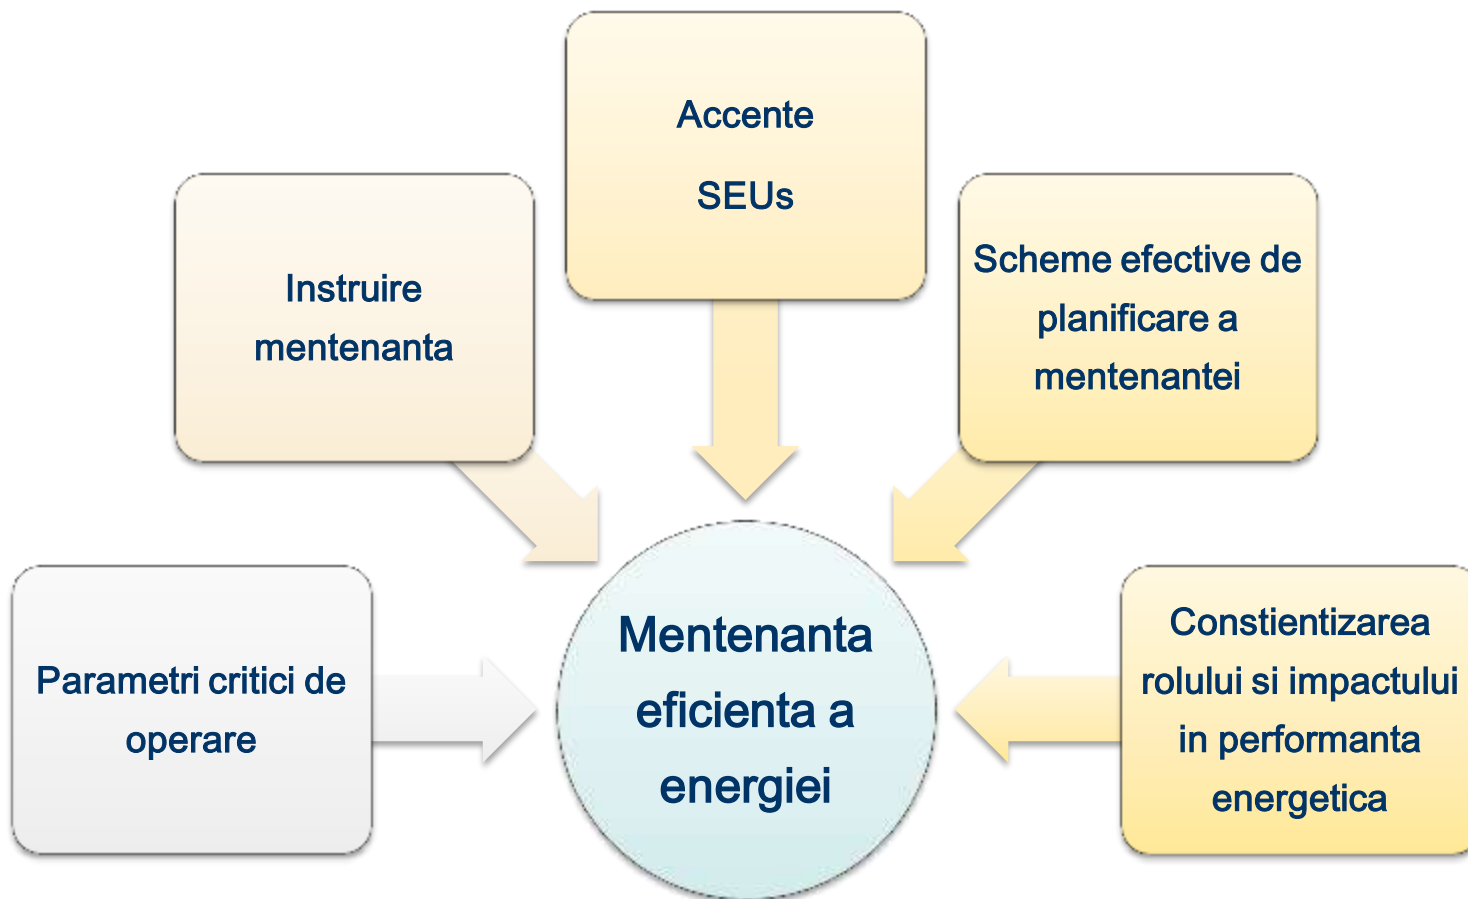 Accente
SEUs
Instruire
mentenanta
Scheme efective de
planificare a
mentenantei
Parametri critici de
operare
Mentenanta
eficienta a
energiei
Constientizarea
rolului si impactului
in performanta
energetica